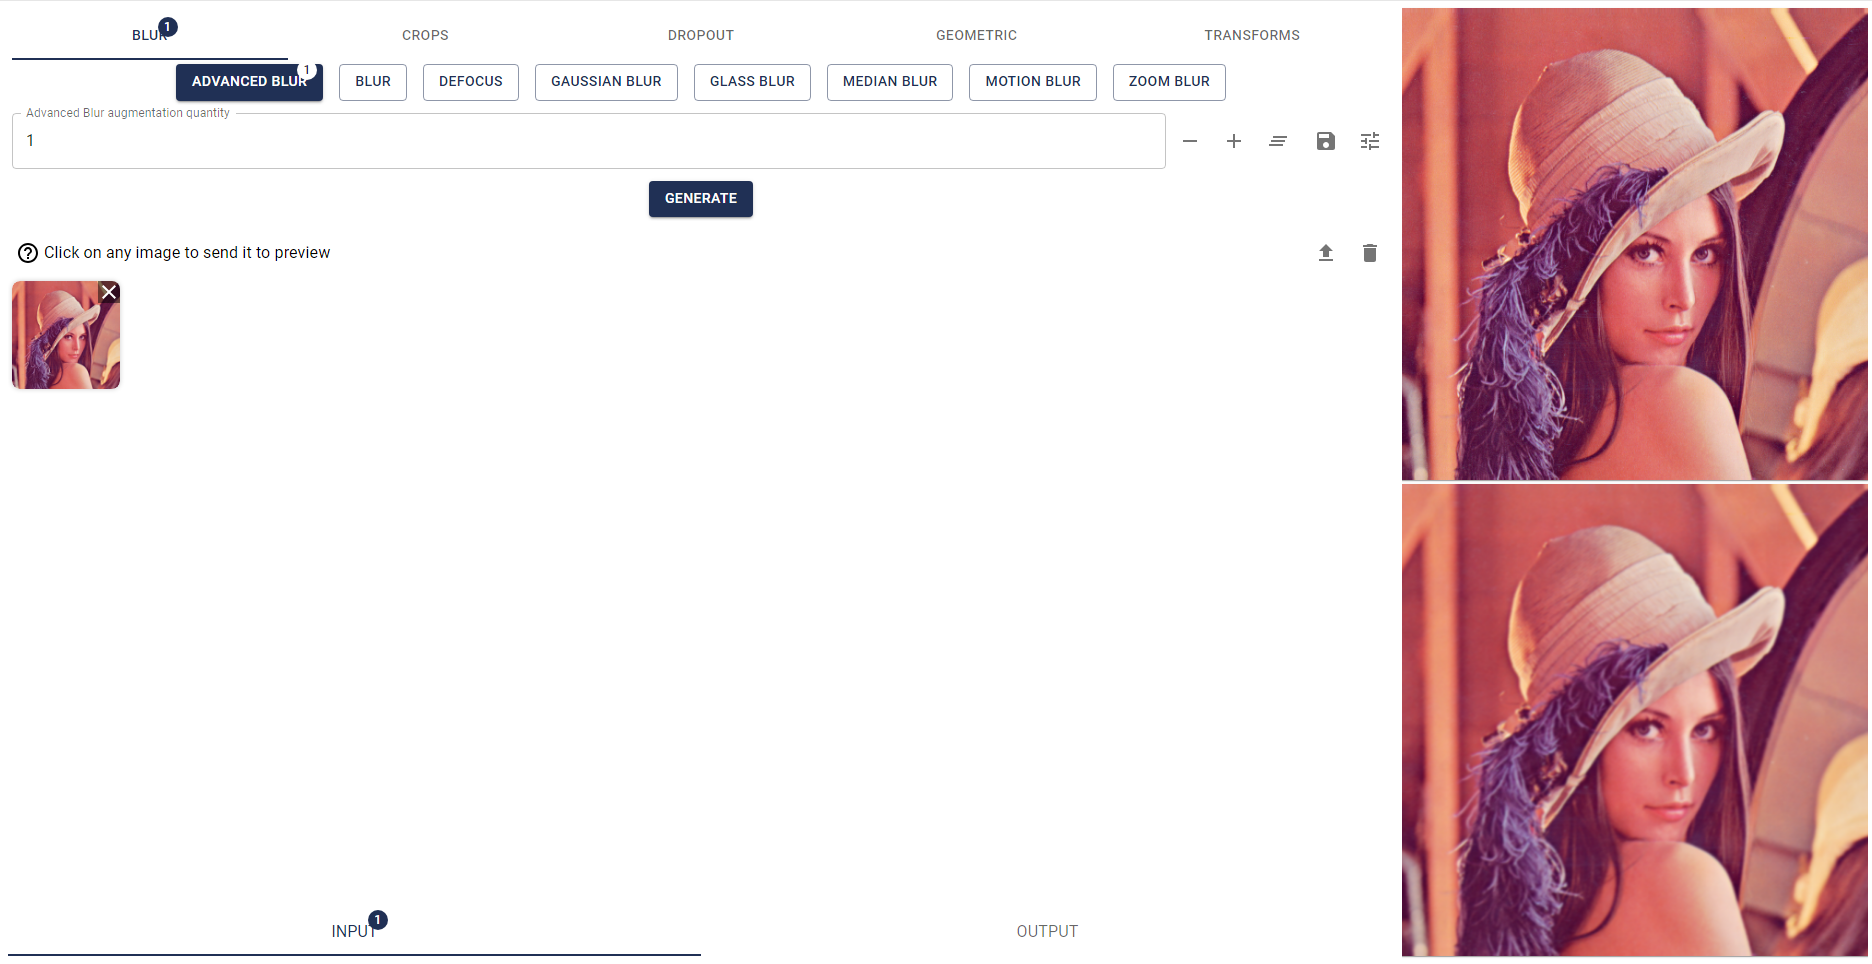 BLUR 1 CROPS DROPOUT GEOMETRIC TRANSFORMS
ADVANCED BLUR 1 BLUR DEFOCUS GAUSSIAN BLUR GLASS BLUR MEDIAN BLUR MOTION BLUR ZOOM BLUR
Advanced Blur augmentation quantity
1
GENERATE
Click on any image to send it to preview
INPUT 1 OUTPUT